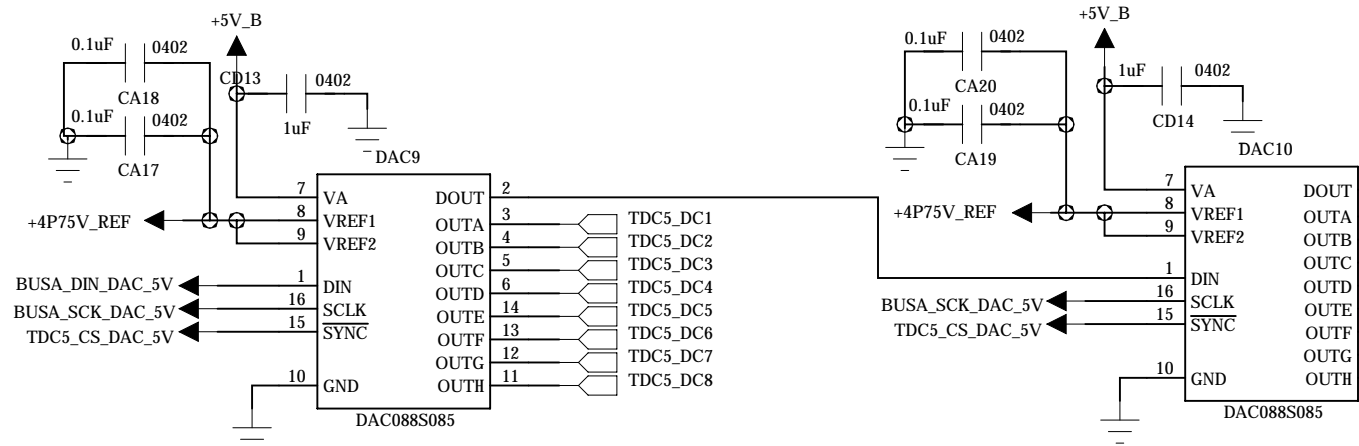 +5V_B
0.1uF 0402
CD13 0402
CA18
0.1uF 0402
1uF
CA17
DAC9
7 VA DOUT 2
+4P75V_REF 8 VREF1 OUTA 3 TDC5_DC1
9 VREF2 OUTB 4 TDC5_DC2
OUTC 5 TDC5_DC3
BUSA_DIN_DAC_5V 1 DIN OUTD 6 TDC5_DC4
BUSA_SCK_DAC_5V 16 SCLK OUTE 14 TDC5_DC5
TDC5_CS_DAC_5V 15 SYNC OUTF 13 TDC5_DC6
OUTG 12 TDC5_DC7
10 GND OUTH 11 TDC5_DC8
DAC088S085
+5V_B
0.1uF 0402
1uF 0402
CA20
0.1uF 0402
CD14
CA19
DAC10
7 VA DOUT
+4P75V_REF 8 VREF1 OUTA
9 VREF2 OUTB
OUTC
1 DIN OUTD
BUSA_SCK_DAC_5V 16 SCLK OUTE
TDC5_CS_DAC_5V 15 SYNC OUTF
OUTG
10 GND OUTH
DAC088S085